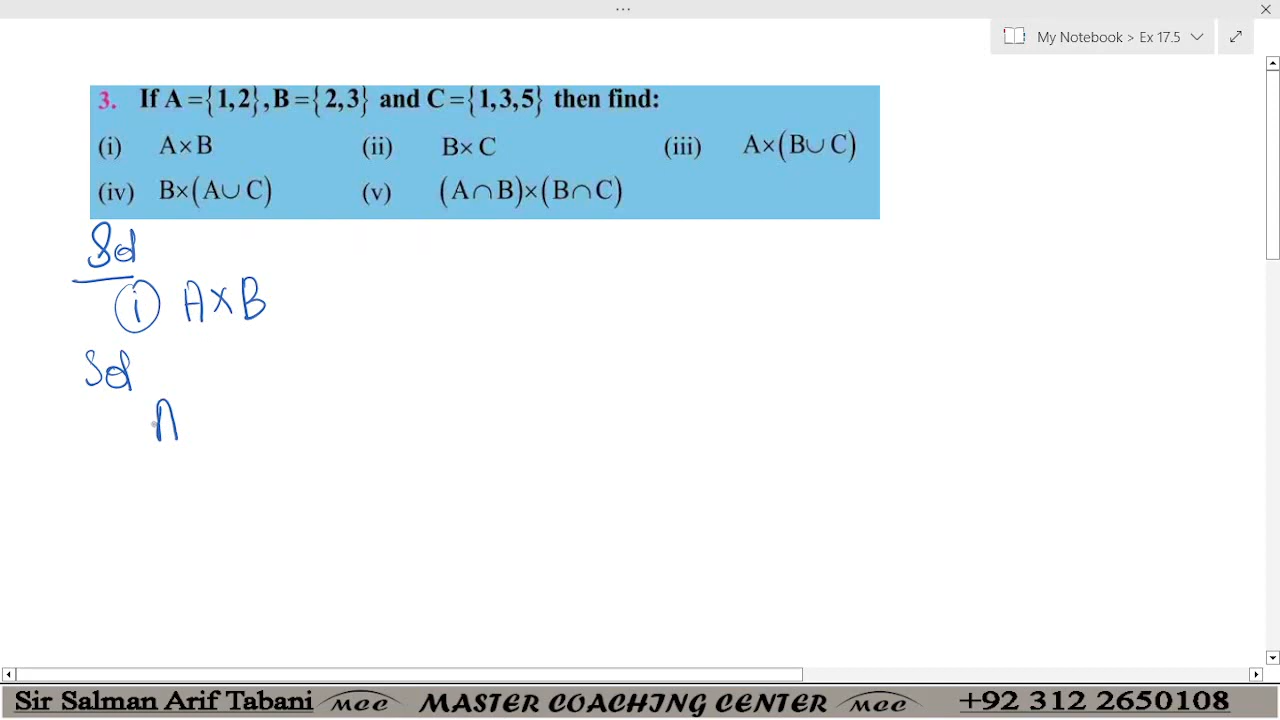 ...
My Notebook > Ex 17.5
3. If A={1,2},B={2,3} and C={1,3,5} then find:
(i) A×B (ii) B×C (iii) A×(B∪C)
(iv) B×(A∪C) (v) (A∩B)×(B∩C)
Sol
(i) A×B
Sol
Sir Salman Arif Tabani mcc MASTER COACHING CENTER mcc +92 312 2650108